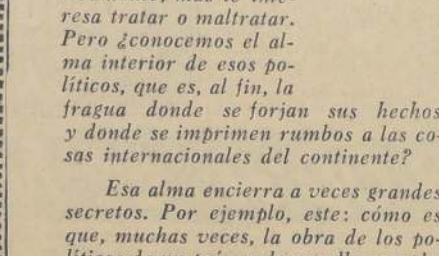 resa tratar o maltratar.
Pero ¿conocemos el al-
ma interior de esos po-
líticos, que es, al fin, la
fragua donde se forjan sus hechos
y donde se imprimen rumbos a las co-
sas internacionales del continente?
Esa alma encierra a veces grandes
secretos. Por ejemplo, este: cómo es
que, muchas veces, la obra de los po-